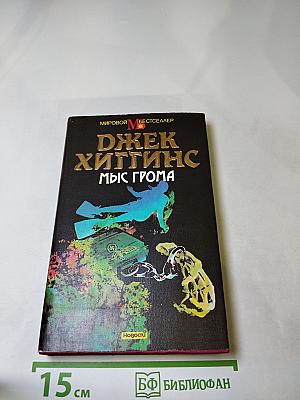 МИРОВОЙ М БЕСТСЕЛЛЕР
ДЖЕК
ХИГГИНС
МЫС ГРОМА
Новости
15 см
БФ БИБЛИОФАН